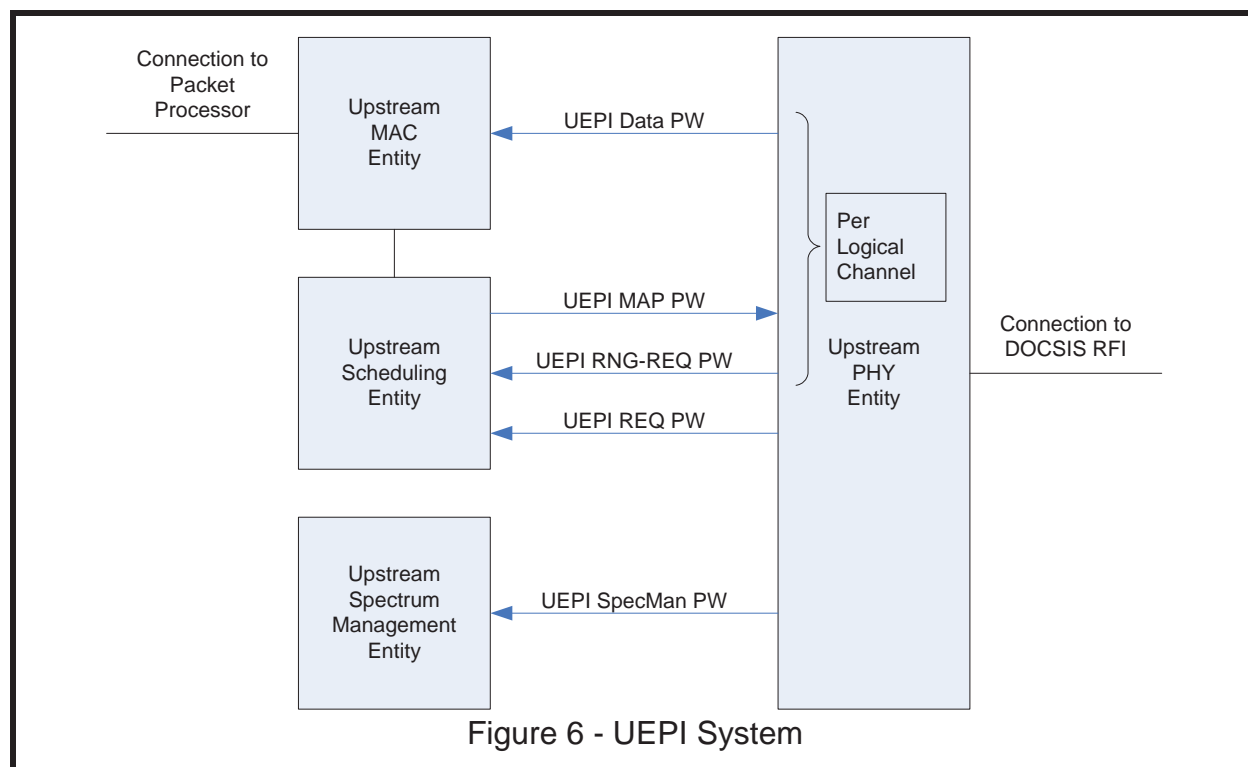 Connection to
Packet
Processor
Upstream
MAC
Entity
UEPI Data PW
Per
Logical
Channel
Upstream
Scheduling
Entity
UEPI MAP PW
UEPI RNG-REQ PW
UEPI REQ PW
Upstream
PHY
Entity
Connection to
DOCSIS RFI
Upstream
Spectrum
Management
Entity
UEPI SpecMan PW
Figure 6 - UEPI System